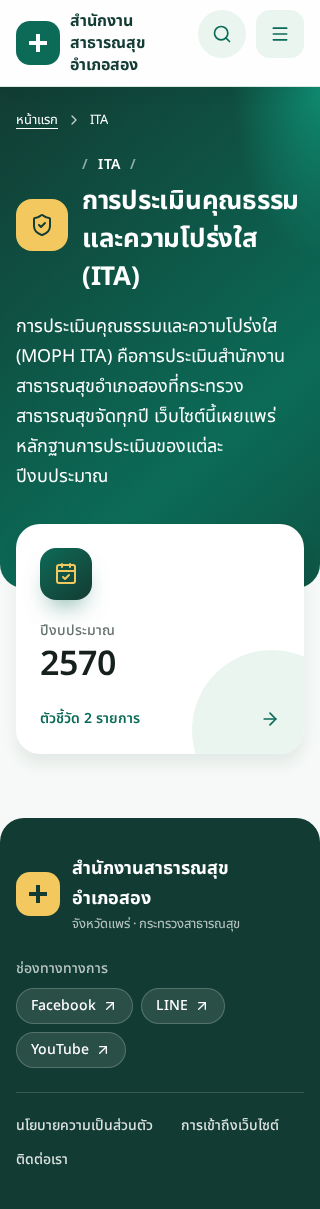 สำนักงาน
สาธารณสุข
อำเภอสอง
หน้าแรก > ITA
/ ITA /
การประเมินคุณธรรม
และความโปร่งใส
(ITA)
การประเมินคุณธรรมและความโปร่งใส
(MOPH ITA) คือการประเมินสำนักงาน
สาธารณสุขอำเภอสองที่กระทรวง
สาธารณสุขจัดทุกปี เว็บไซต์นี้เผยแพร่
หลักฐานการประเมินของแต่ละ
ปีงบประมาณ
ปีงบประมาณ
2570
ตัวชี้วัด 2 รายการ
สำนักงานสาธารณสุข
อำเภอสอง
จังหวัดแพร่ · กระทรวงสาธารณสุข
ช่องทางทางการ
Facebook
LINE
YouTube
นโยบายความเป็นส่วนตัว
การเข้าถึงเว็บไซต์
ติดต่อเรา